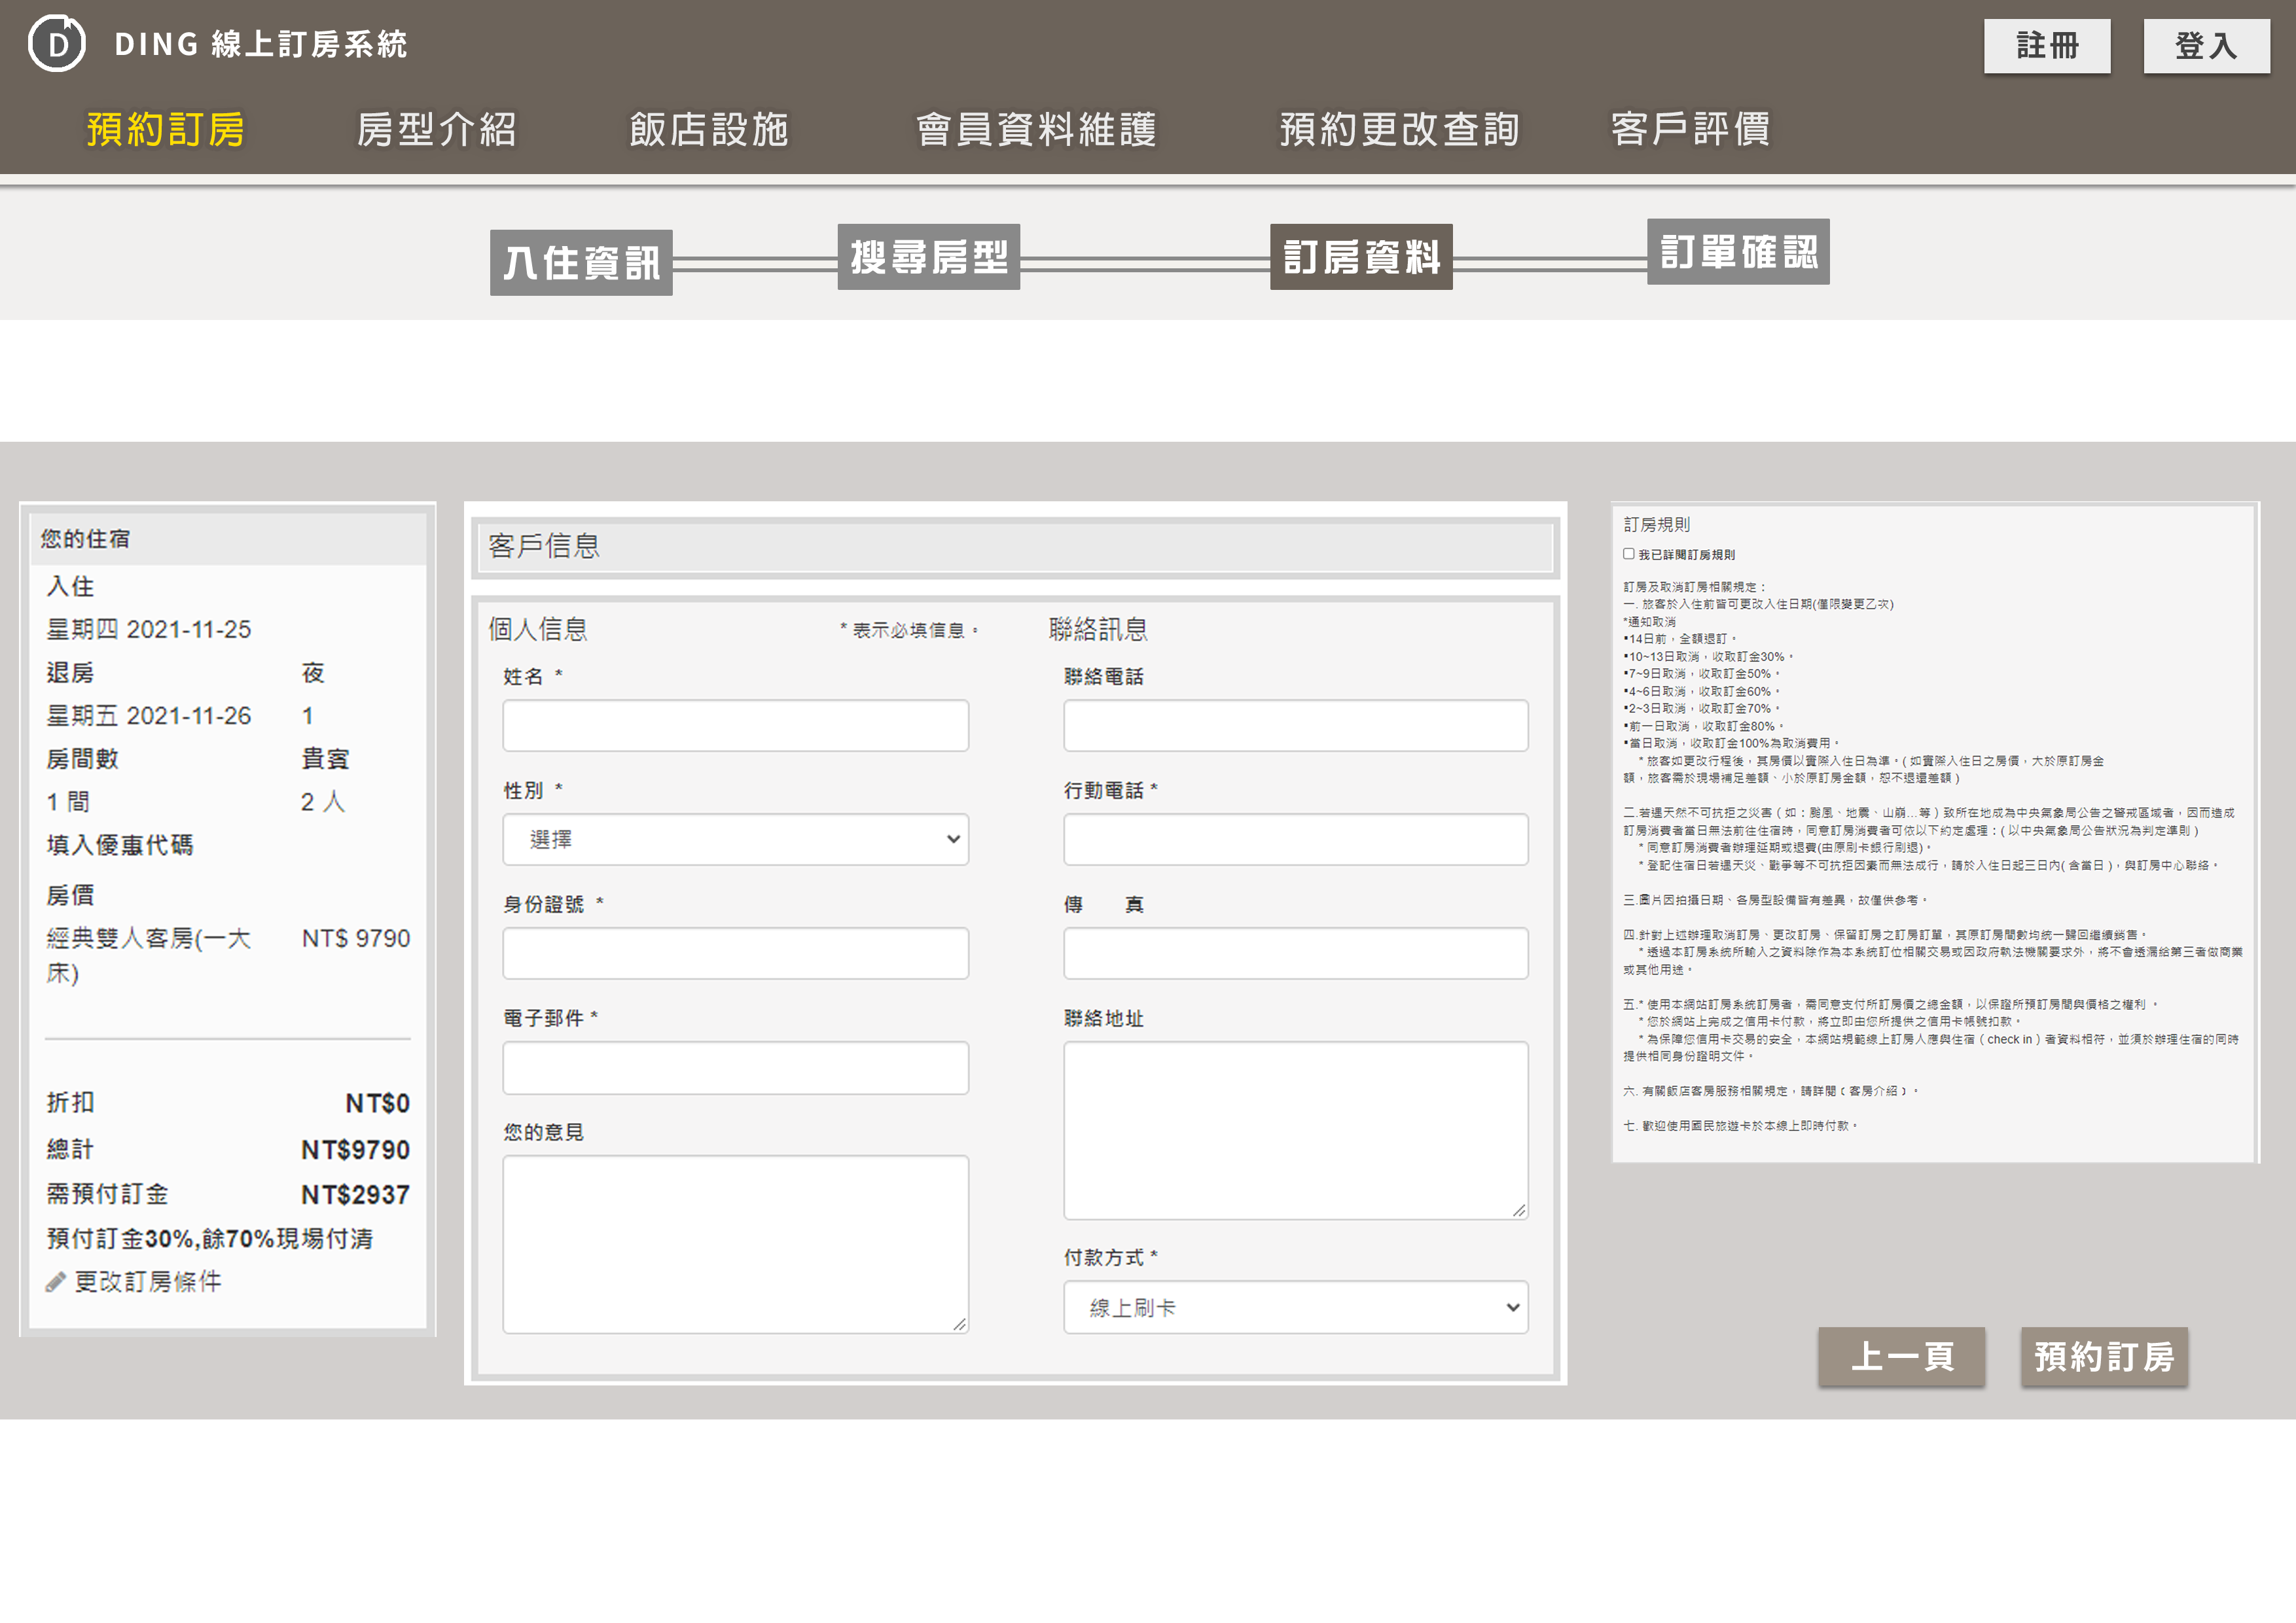 D DING 線上訂房系統
註冊 登入
預約訂房 房型介紹 飯店設施 會員資料維護 預約更改查詢 客戶評價
入住資訊 搜尋房型 訂房資料 訂單確認
您的住宿
入住
星期四 2021-11-25
退房 夜
星期五 2021-11-26 1
房間數 貴賓
1 間 2 人
填入優惠代碼
房價
經典雙人客房(一大 NT$ 9790
床)
折扣 NT$0
總計 NT$9790
需預付訂金 NT$2937
預付訂金30%,餘70%現場付清
更改訂房條件
客戶信息
個人信息 * 表示必填信息。 聯絡訊息
姓名 * 聯絡電話
性別 * 行動電話 *
選擇
身份證號 * 傳 真
電子郵件 * 聯絡地址
您的意見
付款方式 *
線上刷卡
訂房規則
我已詳閱訂房規則
訂房及取消訂房相關規定：
一. 旅客於入住前皆可更改入住日期(僅限變更乙次)
*通知取消
▪14日前，全額退訂。
▪10~13日取消，收取訂金30%。
▪7~9日取消，收取訂金50%。
▪4~6日取消，收取訂金60%。
▪2~3日取消，收取訂金70%。
▪前一日取消，收取訂金80%。
▪當日取消，收取訂金100%為取消費用。
* 旅客如更改行程後，其房價以實際入住日為準。( 如實際入住日之房價，大於原訂房金
額，旅客需於現場補足差額、小於原訂房金額，恕不退還差額 )
二.若遇天然不可抗拒之災害（如：颱風、地震、山崩...等）致所在地成為中央氣象局公告之警戒區域者，因而造成
訂房消費者當日無法前往住宿時，同意訂房消費者可依以下約定處理：( 以中央氣象局公告狀況為判定準則 )
* 同意訂房消費者辦理延期或退費(由原刷卡銀行刷退)。
* 登記住宿日若遇天災、戰爭等不可抗拒因素而無法成行，請於入住日起三日內( 含當日 )，與訂房中心聯絡。
三.圖片因拍攝日期、各房型設備皆有差異，故僅供參考。
四.針對上述辦理取消訂房、更改訂房、保留訂房之訂房訂單，其原訂房間數均統一歸回繼續銷售。
* 透過本訂房系統所輸入之資料除作為本系統訂位相關交易或因政府執法機關要求外，將不會透漏給第三者做商業
或其他用途。
五.* 使用本網站訂房系統訂房者，需同意支付所訂房價之總金額，以保證所預訂房間與價格之權利 。
* 您於網站上完成之信用卡付款，將立即由您所提供之信用卡帳號扣款。
* 為保障您信用卡交易的安全，本網站規範線上訂房人應與住宿（check in）者資料相符，並須於辦理住宿的同時
提供相同身份證明文件。
六. 有關飯店客房服務相關規定，請詳閱﹝客房介紹﹞。
七. 歡迎使用國民旅遊卡於本線上即時付款。
上一頁 預約訂房